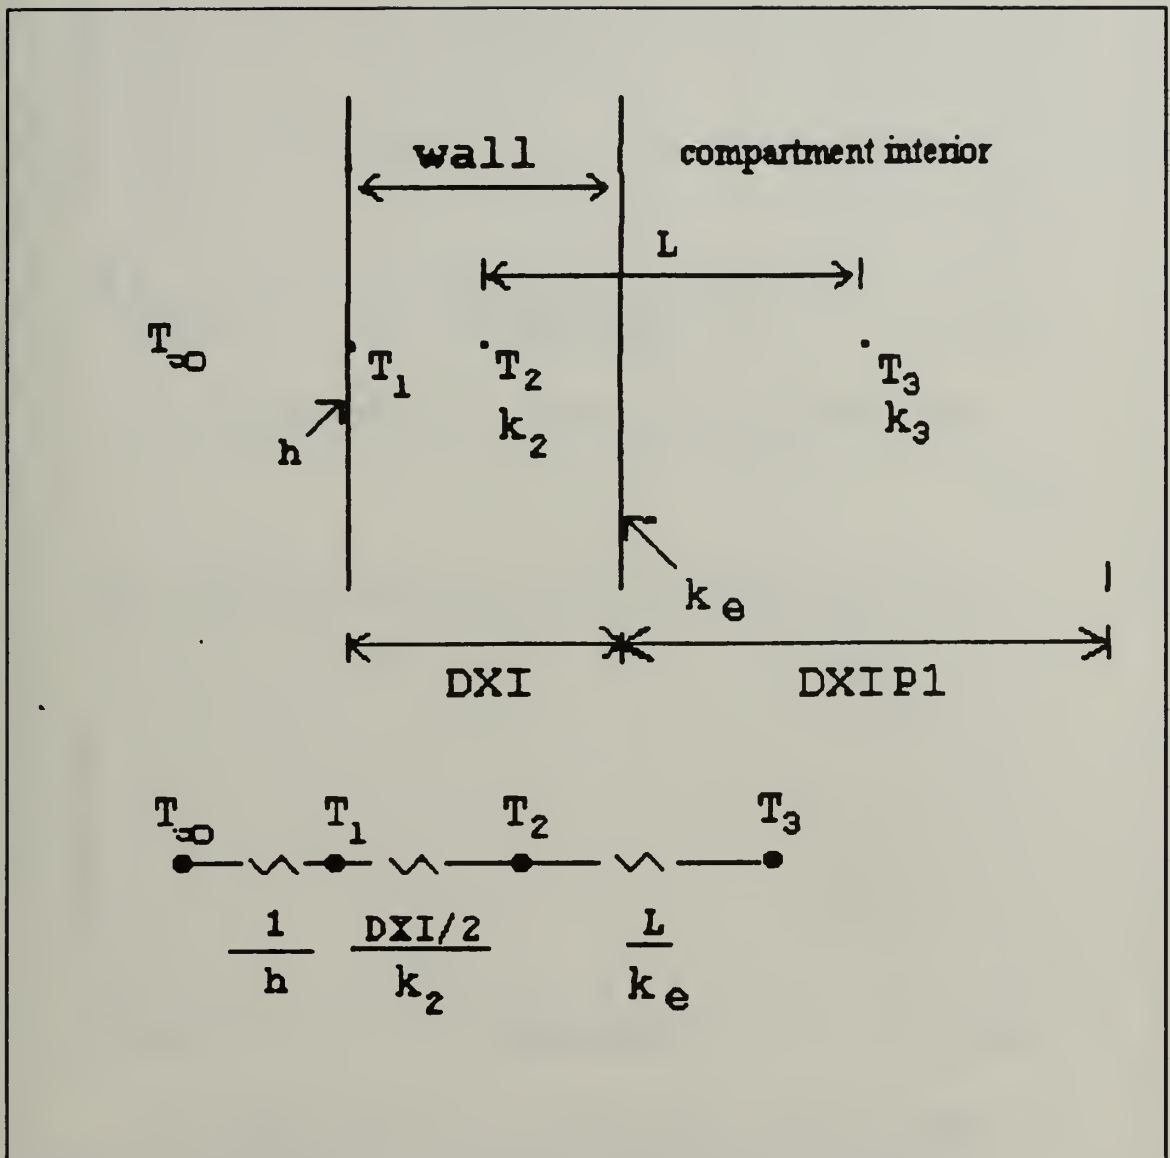 wall
compartment interior
L
T∞
T₁
T₂
T₃
h
k₂
k₃
kₑ
DXI
DXIP1
T∞ T₁ T₂ T₃
1/h
DXI/2
k₂
L/kₑ